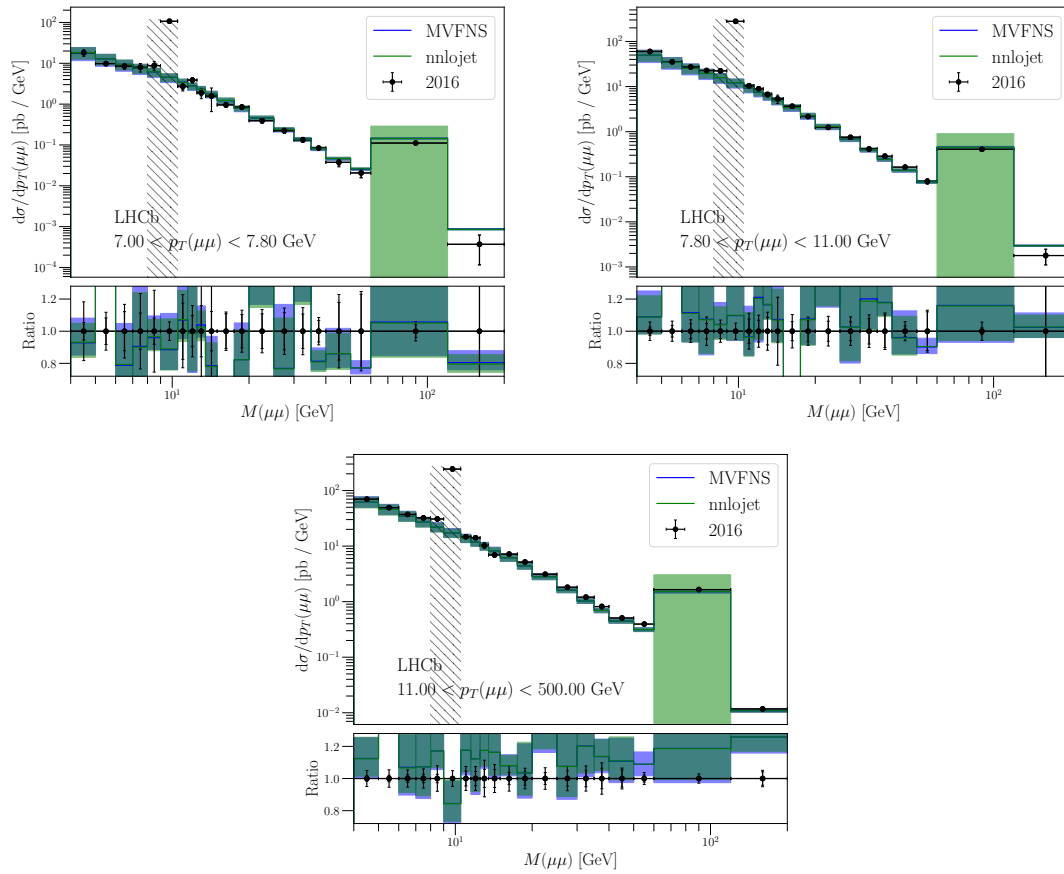 10²
10¹
10⁰
10⁻¹
10⁻²
10⁻³
10⁻⁴
dσ/dp_T(μμ) [pb / GeV]
MVFNS
nnlojet
2016
LHCb
7.00 < p_T(μμ) < 7.80 GeV
1.2
1.0
0.8
Ratio
10¹
10²
M(μμ) [GeV]
10²
10¹
10⁰
10⁻¹
10⁻²
10⁻³
dσ/dp_T(μμ) [pb / GeV]
MVFNS
nnlojet
2016
LHCb
7.80 < p_T(μμ) < 11.00 GeV
1.2
1.0
0.8
Ratio
10¹
10²
M(μμ) [GeV]
10²
10¹
10⁰
10⁻¹
10⁻²
dσ/dp_T(μμ) [pb / GeV]
MVFNS
nnlojet
2016
LHCb
11.00 < p_T(μμ) < 500.00 GeV
1.2
1.0
0.8
Ratio
10¹
10²
M(μμ) [GeV]